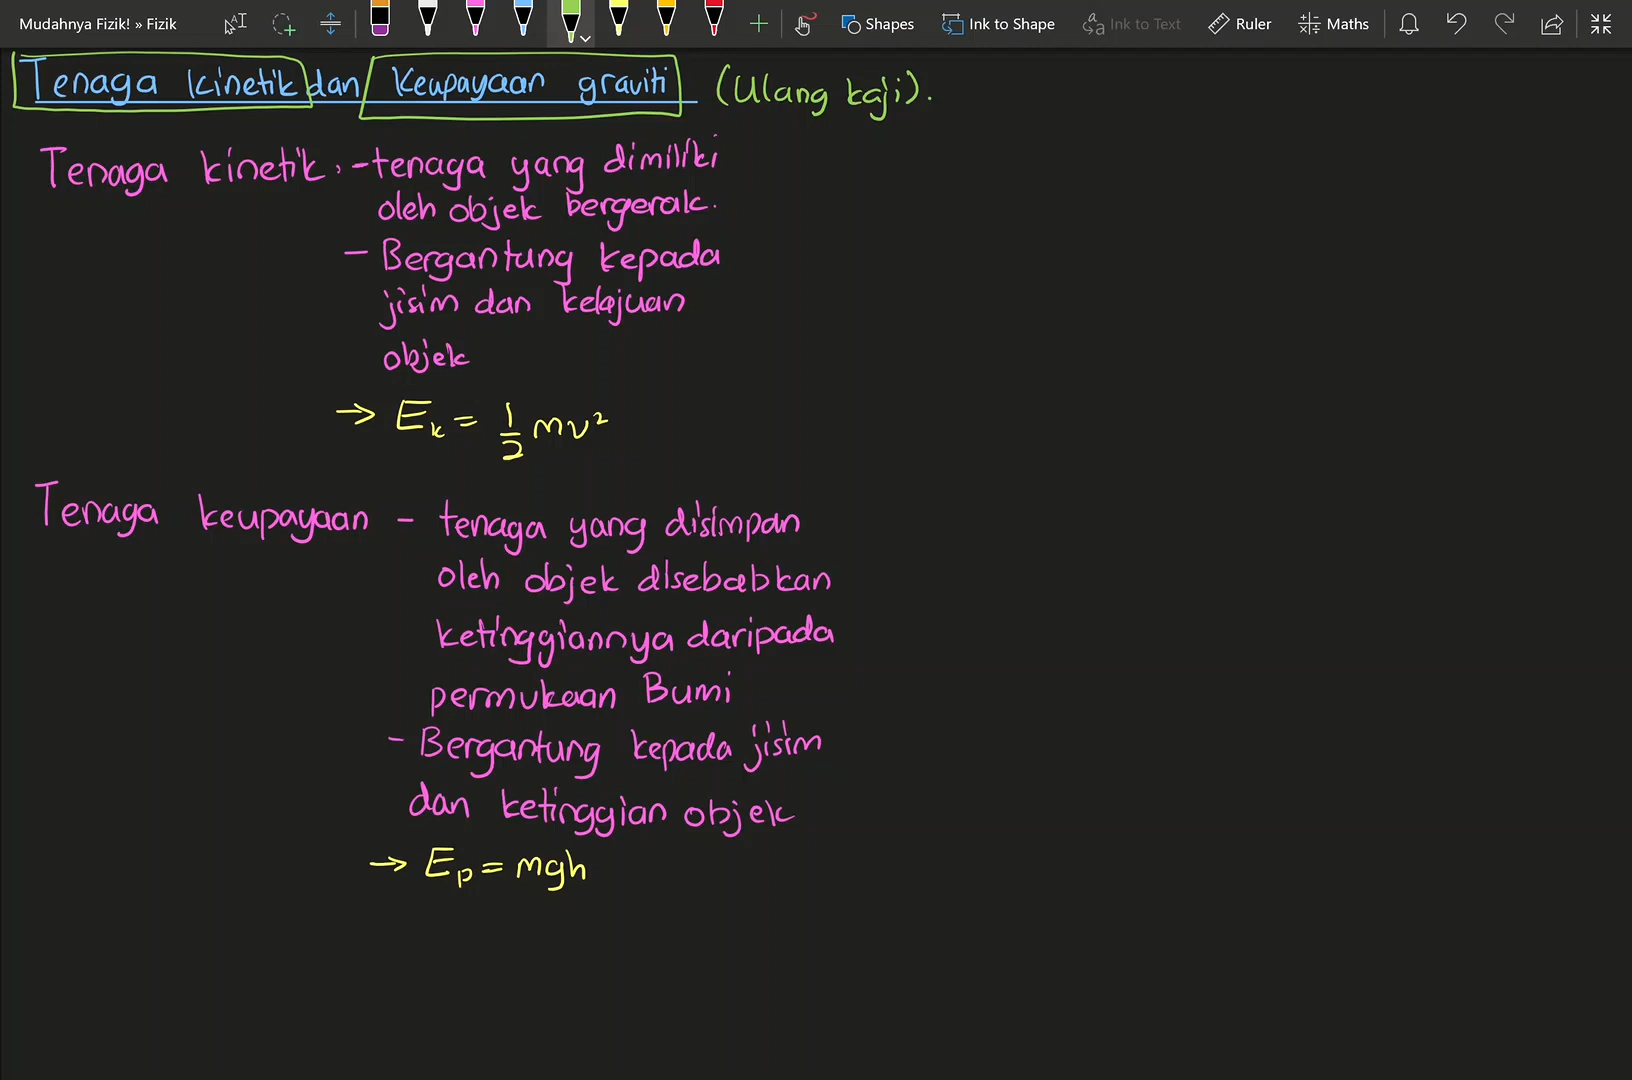 Mudahnya Fizik! » Fizik
Shapes
Ink to Shape
Ink to Text
Ruler
Maths
Tenaga kinetik dan keupayaan graviti (Ulang kaji).
Tenaga kinetik. - tenaga yang dimiliki
oleh objek bergerak.
- Bergantung kepada
jisim dan kelajuan
objek
→ Eₖ = 1/2 mv²
Tenaga keupayaan - tenaga yang disimpan
oleh objek disebabkan
ketinggiannya daripada
permukaan Bumi
- Bergantung kepada jisim
dan ketinggian objek
→ Eₚ = mgh